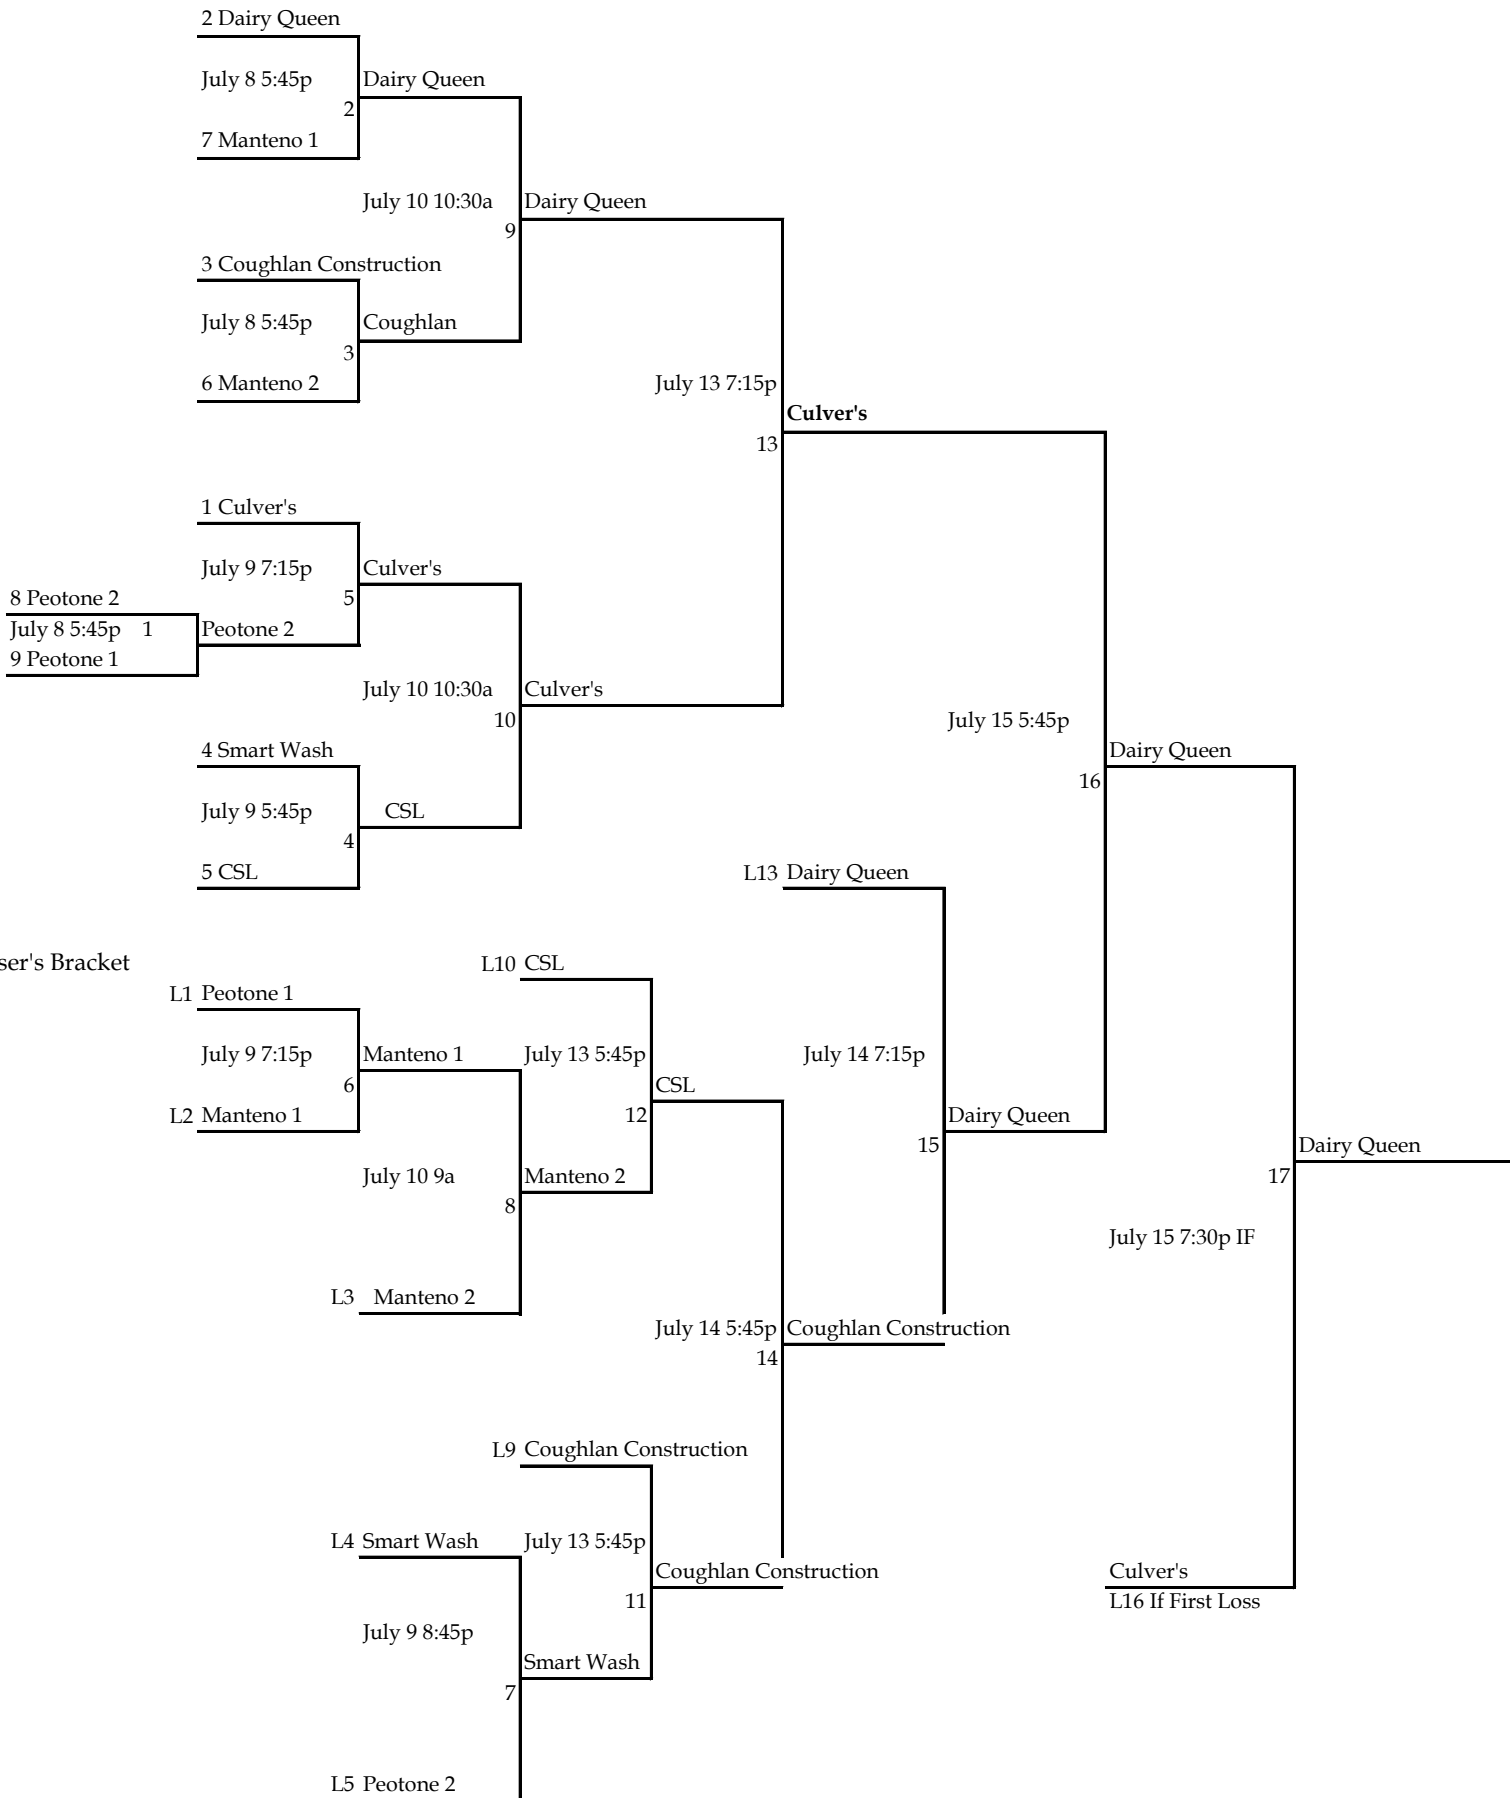 2 Dairy Queen
July 8 5:45p
Dairy Queen
2
7 Manteno 1
July 10 10:30a
Dairy Queen
9
3 Coughlan Construction
July 8 5:45p
Coughlan
3
6 Manteno 2
July 13 7:15p
Culver's
13
1 Culver's
July 9 7:15p
Culver's
5
8 Peotone 2
July 8 5:45p 1
Peotone 2
9 Peotone 1
July 10 10:30a
Culver's
10
July 15 5:45p
4 Smart Wash
Dairy Queen
16
July 9 5:45p
CSL
4
5 CSL
L13 Dairy Queen
ser's Bracket
L10 CSL
L1 Peotone 1
July 9 7:15p
Manteno 1
July 13 5:45p
July 14 7:15p
6
CSL
L2 Manteno 1
12
Dairy Queen
15
Dairy Queen
July 10 9a
Manteno 2
17
8
July 15 7:30p IF
L3 Manteno 2
July 14 5:45p
Coughlan Construction
14
L9 Coughlan Construction
L4 Smart Wash
July 13 5:45p
Coughlan Construction
Culver's
11
L16 If First Loss
July 9 8:45p
Smart Wash
7
L5 Peotone 2